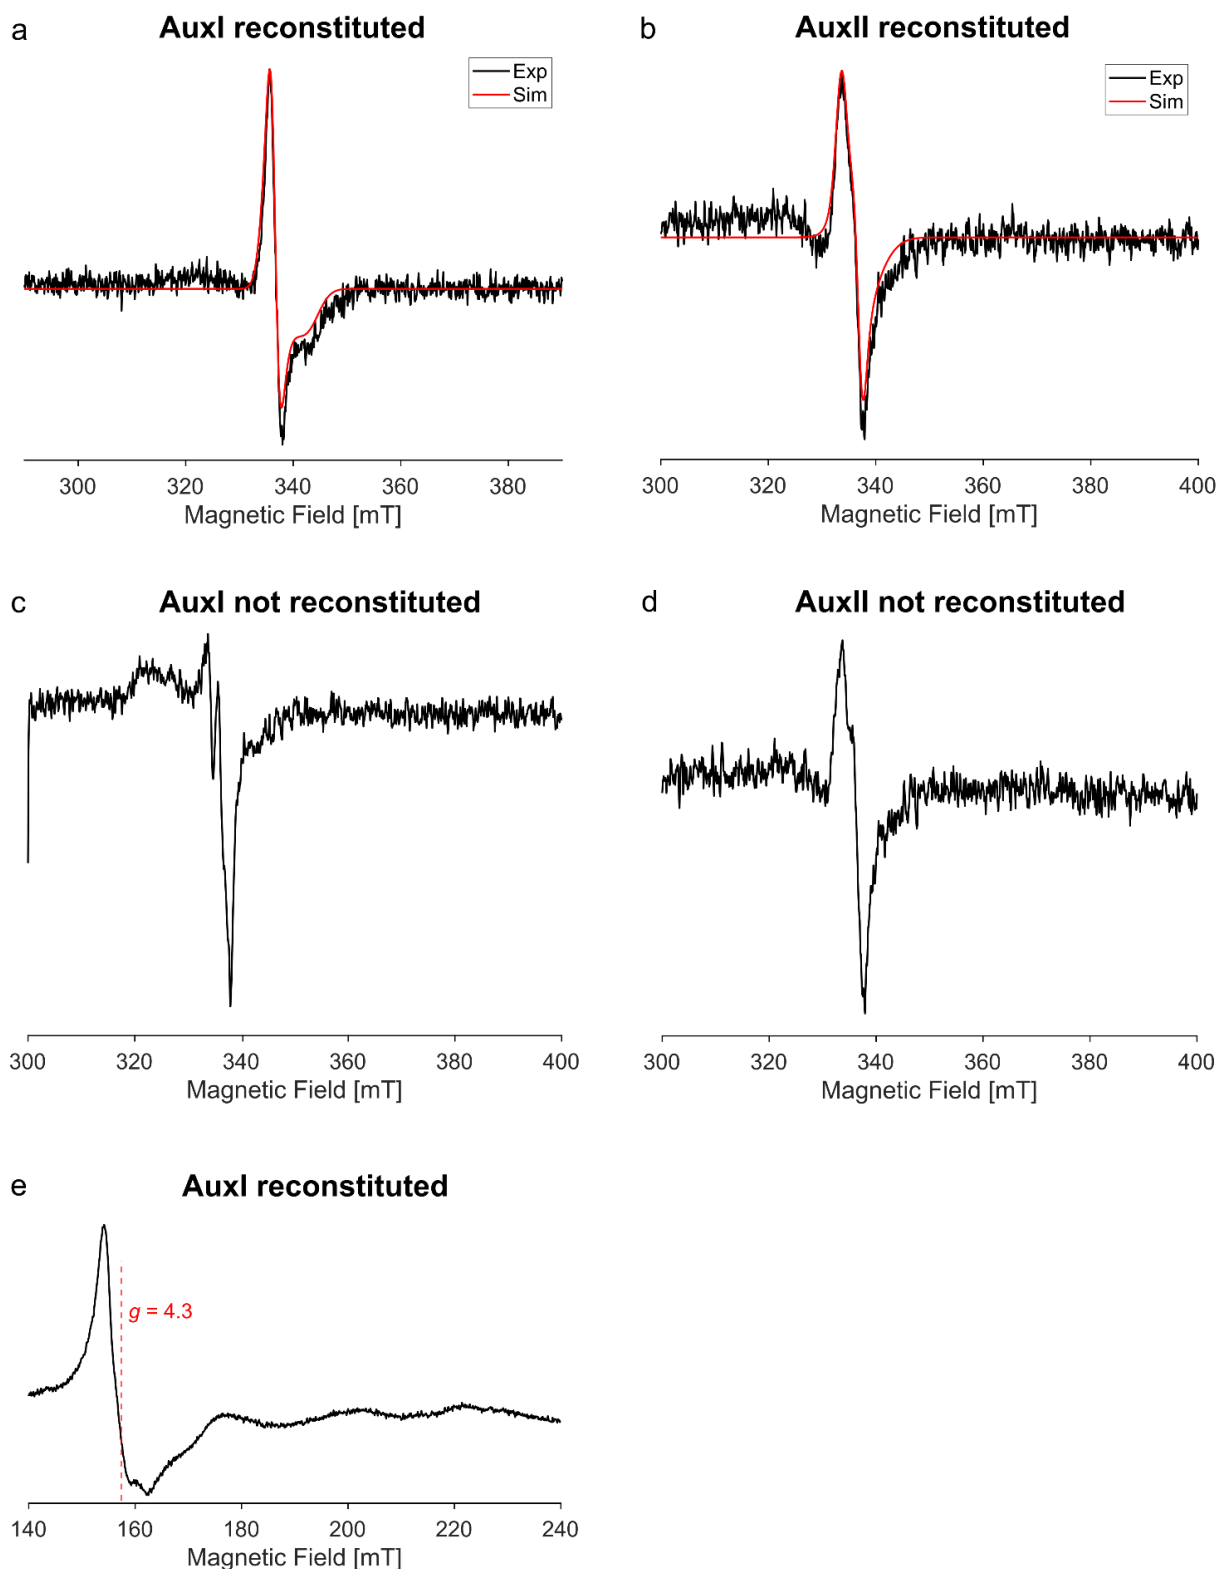 a
AuxI reconstituted
Exp
Sim
300 320 340 360 380
Magnetic Field [mT]
b
AuxII reconstituted
Exp
Sim
300 320 340 360 380 400
Magnetic Field [mT]
c
AuxI not reconstituted
300 320 340 360 380 400
Magnetic Field [mT]
d
AuxII not reconstituted
300 320 340 360 380 400
Magnetic Field [mT]
e
AuxI reconstituted
g = 4.3
140 160 180 200 220 240
Magnetic Field [mT]